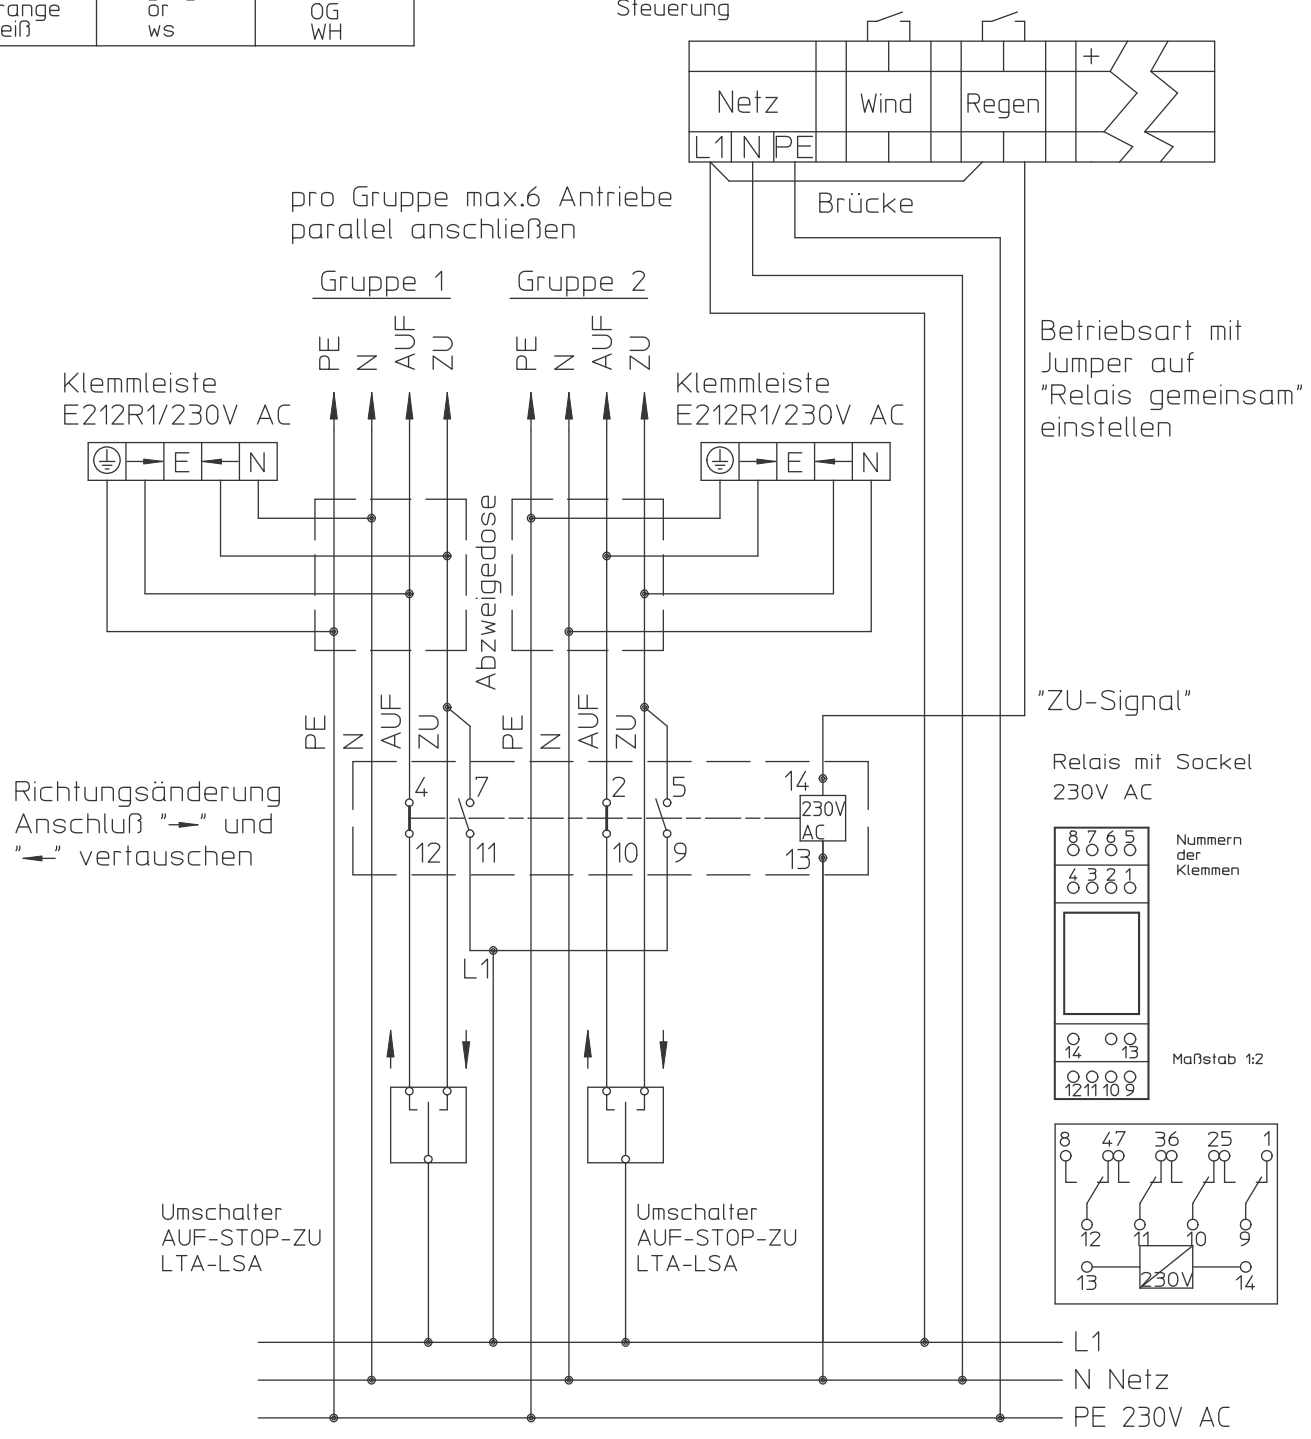 or
OG
ws
WH
Steuerung
+
Netz
Wind
Regen
L1 N PE
Brücke
pro Gruppe max.6 Antriebe
parallel anschließen
Gruppe 1
Gruppe 2
PE
N
AUF
ZU
PE
N
AUF
ZU
Betriebsart mit
Jumper auf
"Relais gemeinsam"
einstellen
Klemmleiste
E212R1/230V AC
E
N
Klemmleiste
E212R1/230V AC
E
N
Abzweigedose
PE
N
AUF
ZU
PE
N
AUF
ZU
"ZU-Signal"
Richtungsänderung
Anschluß "→" und
"←" vertauschen
4
7
2
5
14
230V
AC
12
11
10
9
13
L1
Relais mit Sockel
230V AC
8 7 6 5
4 3 2 1
Nummern
der
Klemmen
14
13
12 11 10 9
Maßstab 1:2
8 47 36 25 1
12 11 10 9
13
230V
14
Umschalter
AUF-STOP-ZU
LTA-LSA
Umschalter
AUF-STOP-ZU
LTA-LSA
L1
N Netz
PE 230V AC